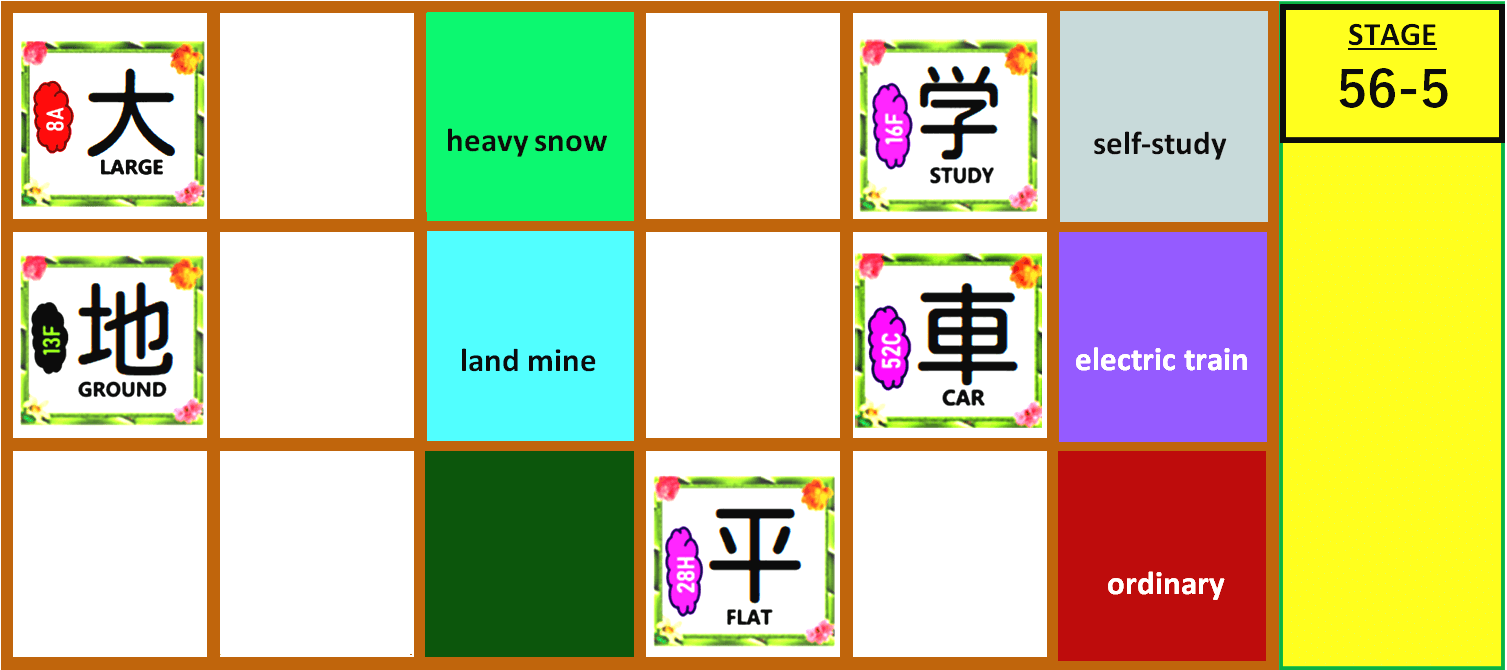 8A
大
LARGE
heavy snow
16F
学
STUDY
self-study
STAGE
56-5
13F
地
GROUND
land mine
52C
車
CAR
electric train
28H
平
FLAT
ordinary